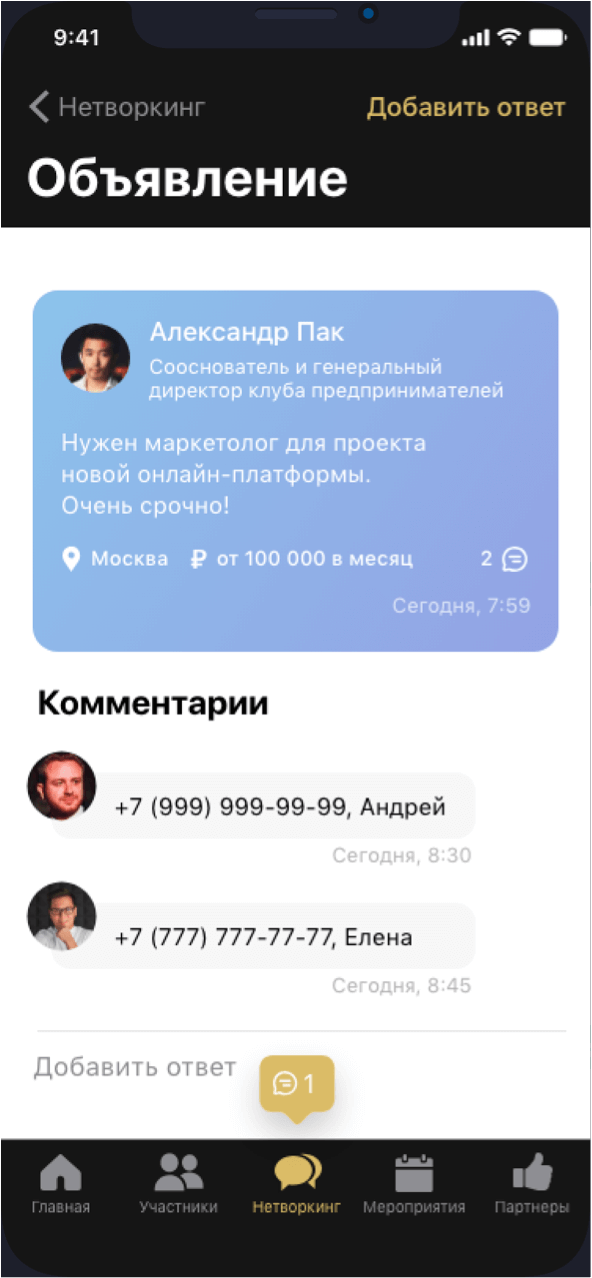 9:41
Нетворкинг
Добавить ответ
Объявление
Александр Пак
Сооснователь и генеральный
директор клуба предпринимателей
Нужен маркетолог для проекта
новой онлайн-платформы.
Очень срочно!
Москва ₽ от 100 000 в месяц 2
Сегодня, 7:59
Комментарии
+7 (999) 999-99-99, Андрей
Сегодня, 8:30
+7 (777) 777-77-77, Елена
Сегодня, 8:45
Добавить ответ
1
Главная Участники Нетворкинг Мероприятия Партнеры